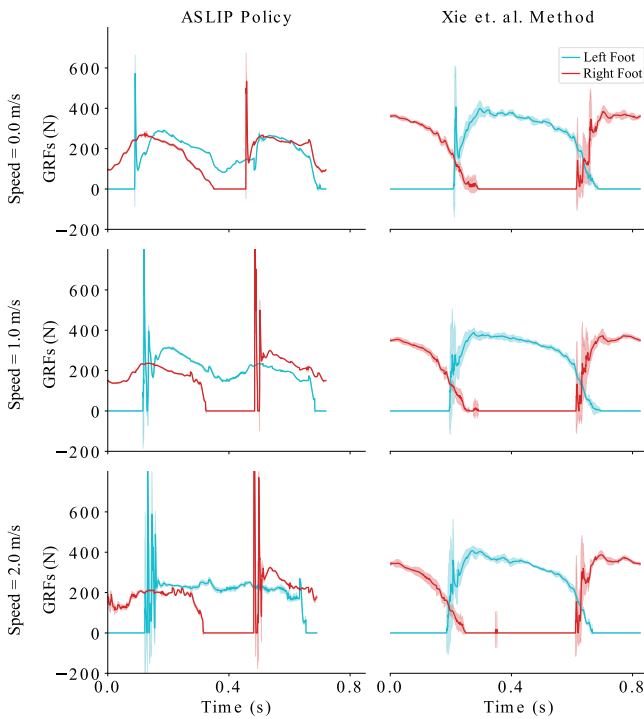 ASLIP Policy
Xie et. al. Method
Left Foot
Right Foot
Speed = 0.0 m/s
GRFs (N)
600
400
200
0
−200
Speed = 1.0 m/s
GRFs (N)
600
400
200
0
−200
Speed = 2.0 m/s
GRFs (N)
600
400
200
0
−200
0.0 0.4 0.8
0.0 0.4 0.8
Time (s)
Time (s)